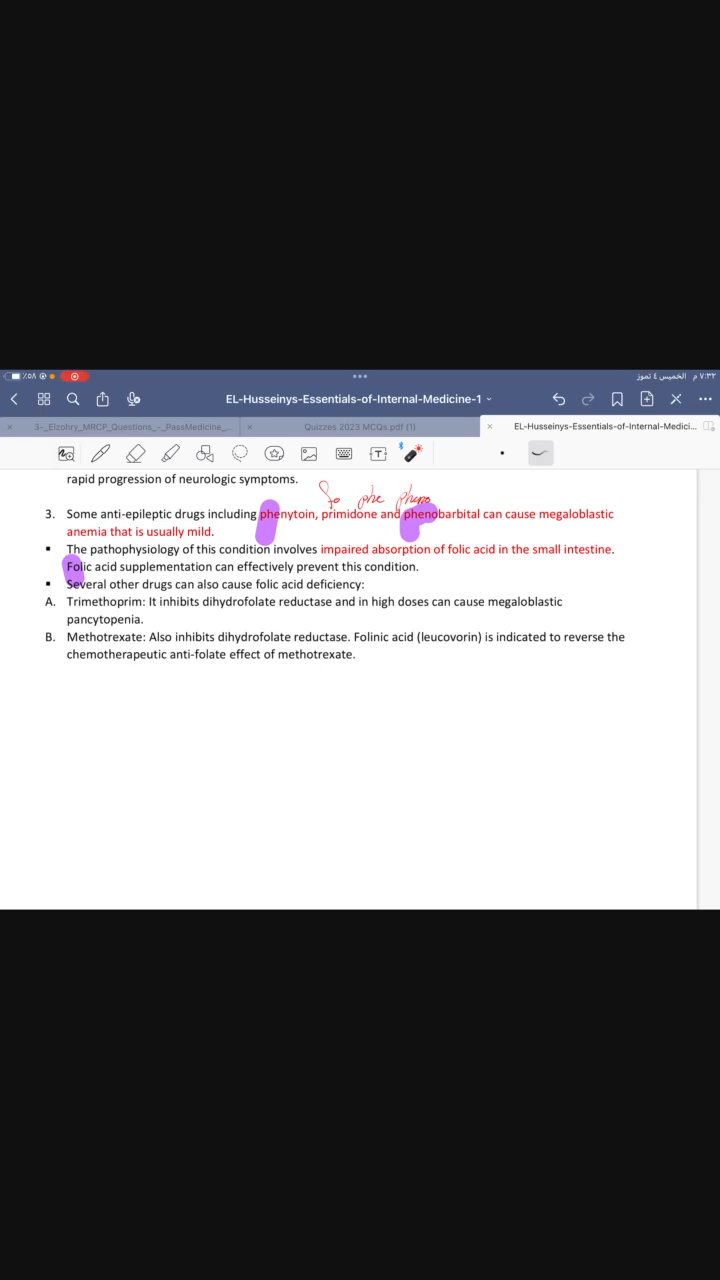 ٧:٣٢ م الخميس ٤ تموز
٪٥٨
EL-Husseinys-Essentials-of-Internal-Medicine-1
3-_Elzohry_MRCP_Questions_-_PassMedicine_...
Quizzes 2023 MCQs.pdf (1)
EL-Husseinys-Essentials-of-Internal-Medici...
rapid progression of neurologic symptoms.
phe pheno
3. Some anti-epileptic drugs including phenytoin, primidone and phenobarbital can cause megaloblastic
anemia that is usually mild.
▪ The pathophysiology of this condition involves impaired absorption of folic acid in the small intestine.
Folic acid supplementation can effectively prevent this condition.
▪ Several other drugs can also cause folic acid deficiency:
A. Trimethoprim: It inhibits dihydrofolate reductase and in high doses can cause megaloblastic
pancytopenia.
B. Methotrexate: Also inhibits dihydrofolate reductase. Folinic acid (leucovorin) is indicated to reverse the
chemotherapeutic anti-folate effect of methotrexate.